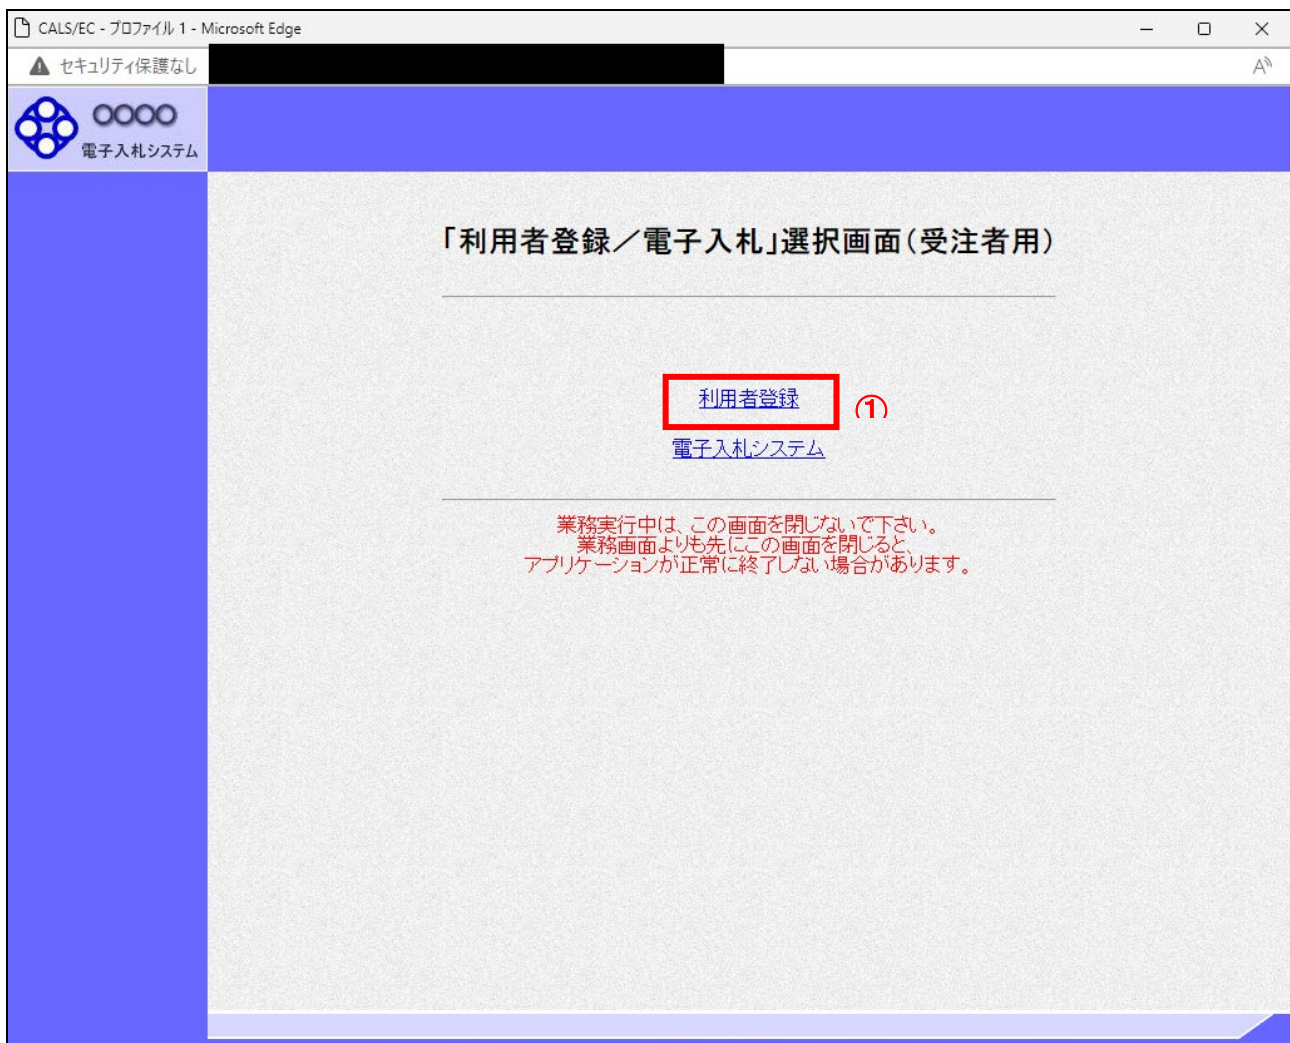 CALS/EC - プロファイル 1 - Microsoft Edge
セキュリティ保護なし
A
○○○○
電子入札システム
「利用者登録／電子入札」選択画面(受注者用)
利用者登録
①
電子入札システム
業務実行中は、この画面を閉じないで下さい。
業務画面よりも先にこの画面を閉じると、
アプリケーションが正常に終了しない場合があります。